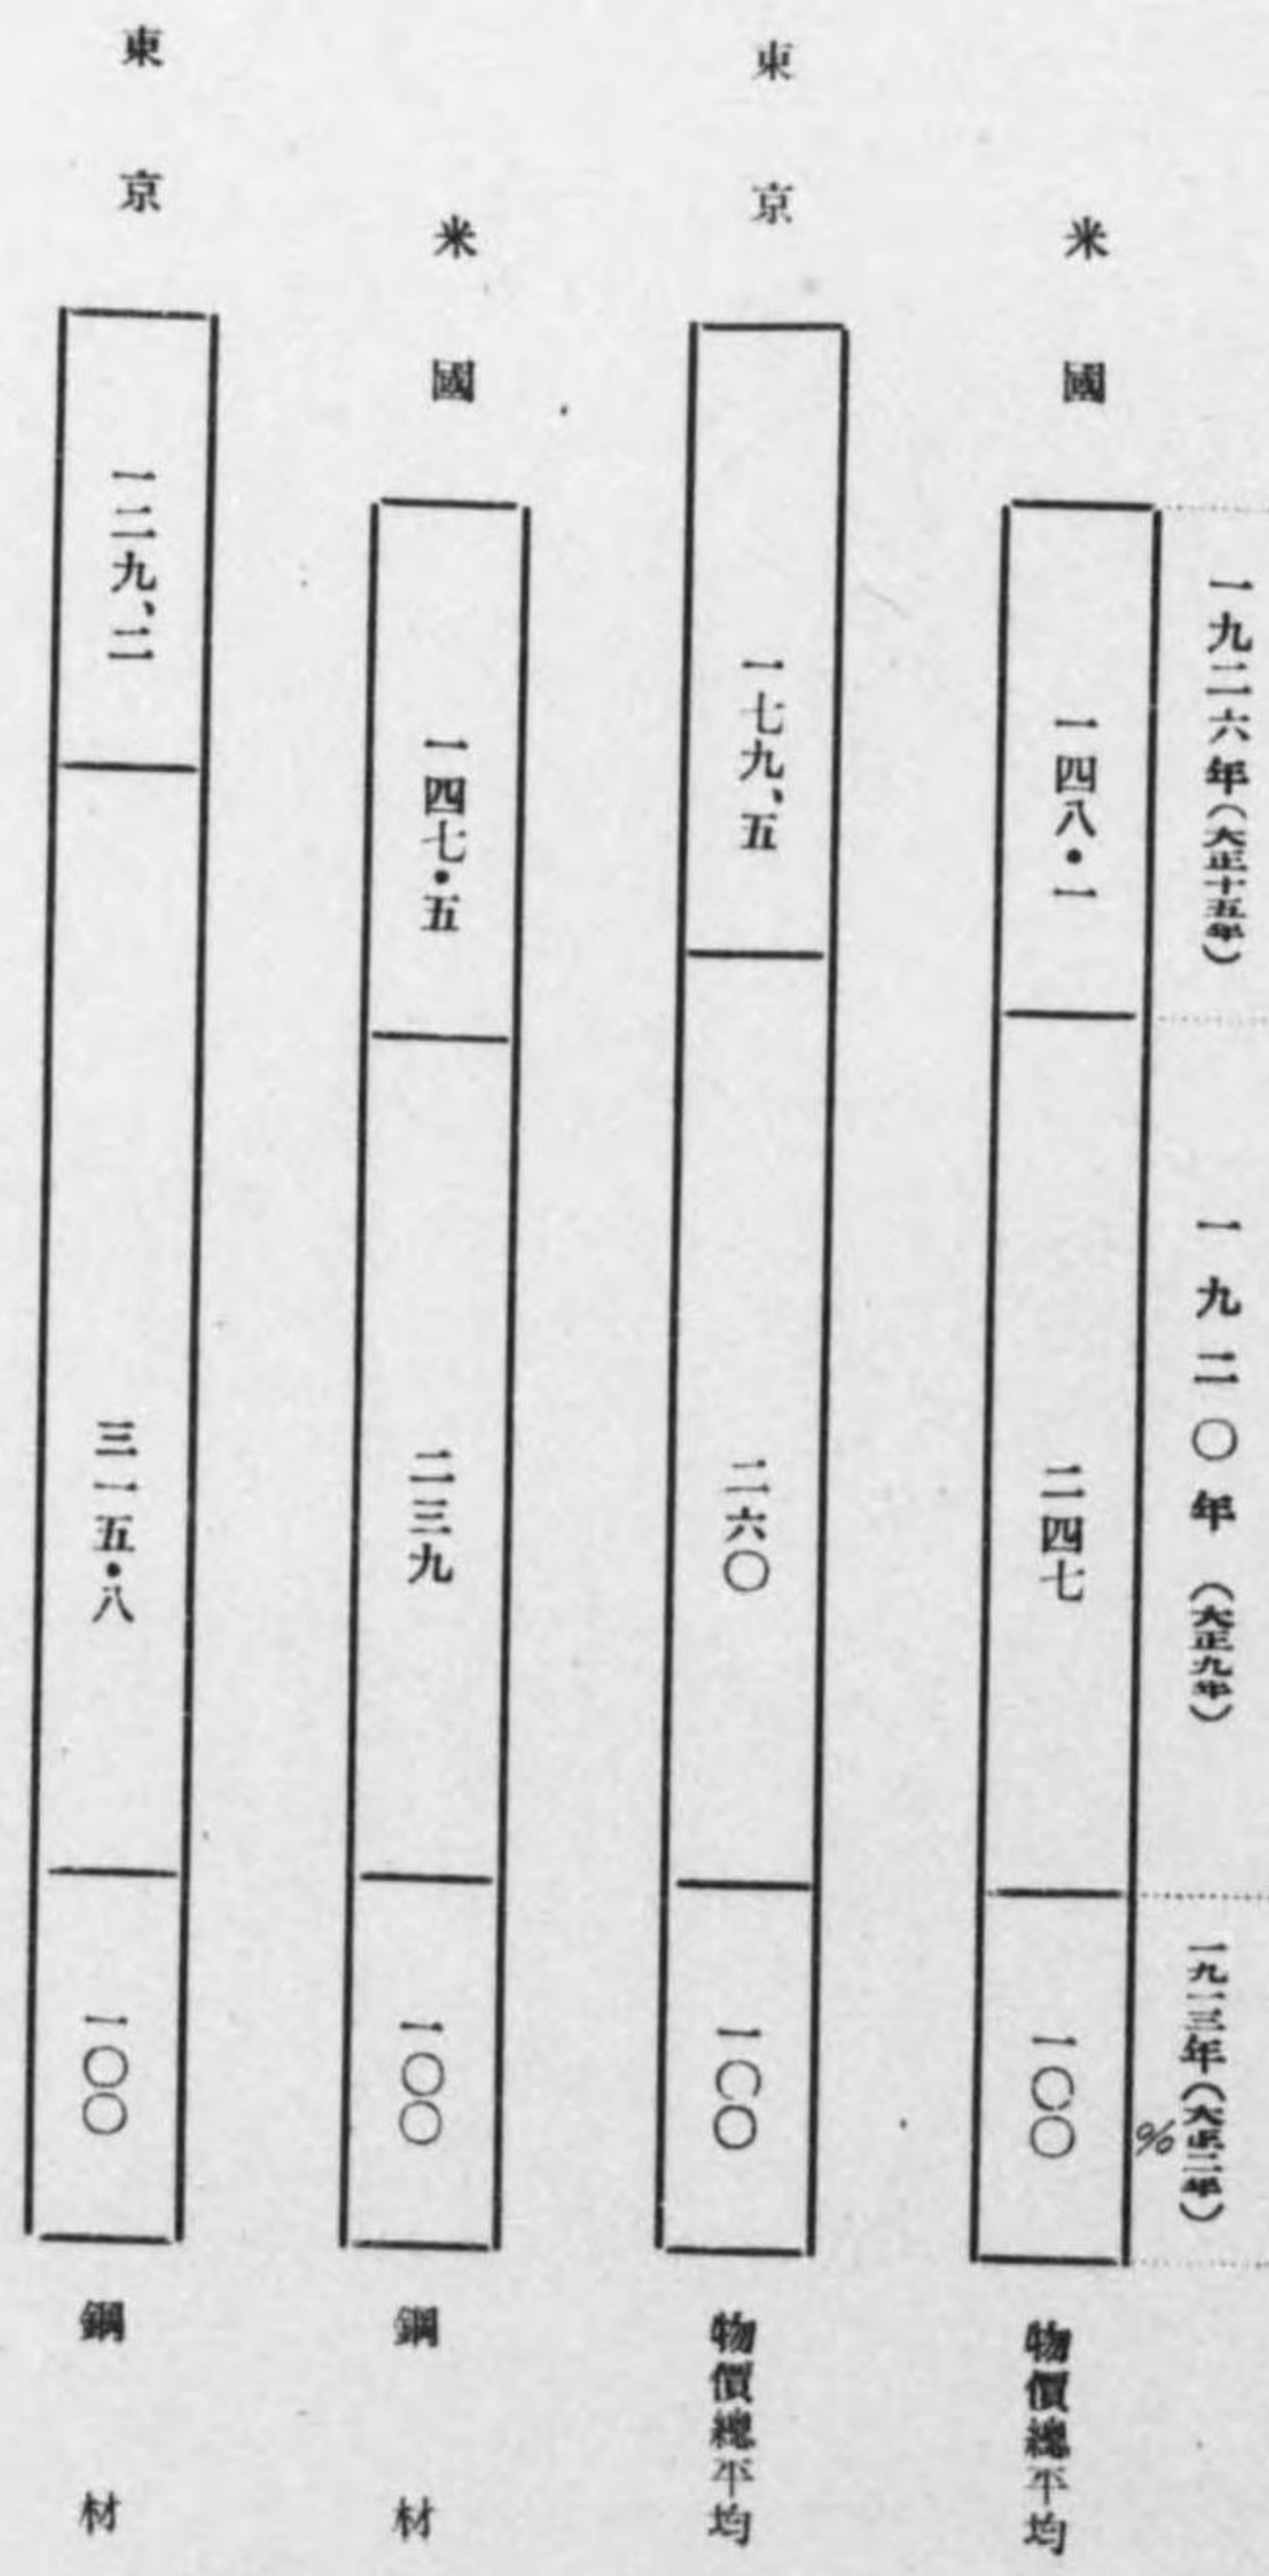 一九二六年(大正十五年)
一九二〇年(大正九年)
一九一三年(大正二年)
%
米國
一四八・一
二四七
一〇〇
物價總平均
東京
一七九、五
二六〇
一〇〇
物價總平均
米國
一四七・五
二三九
一〇〇
鋼材
東京
一二九、二
三一五・八
一〇〇
鋼材